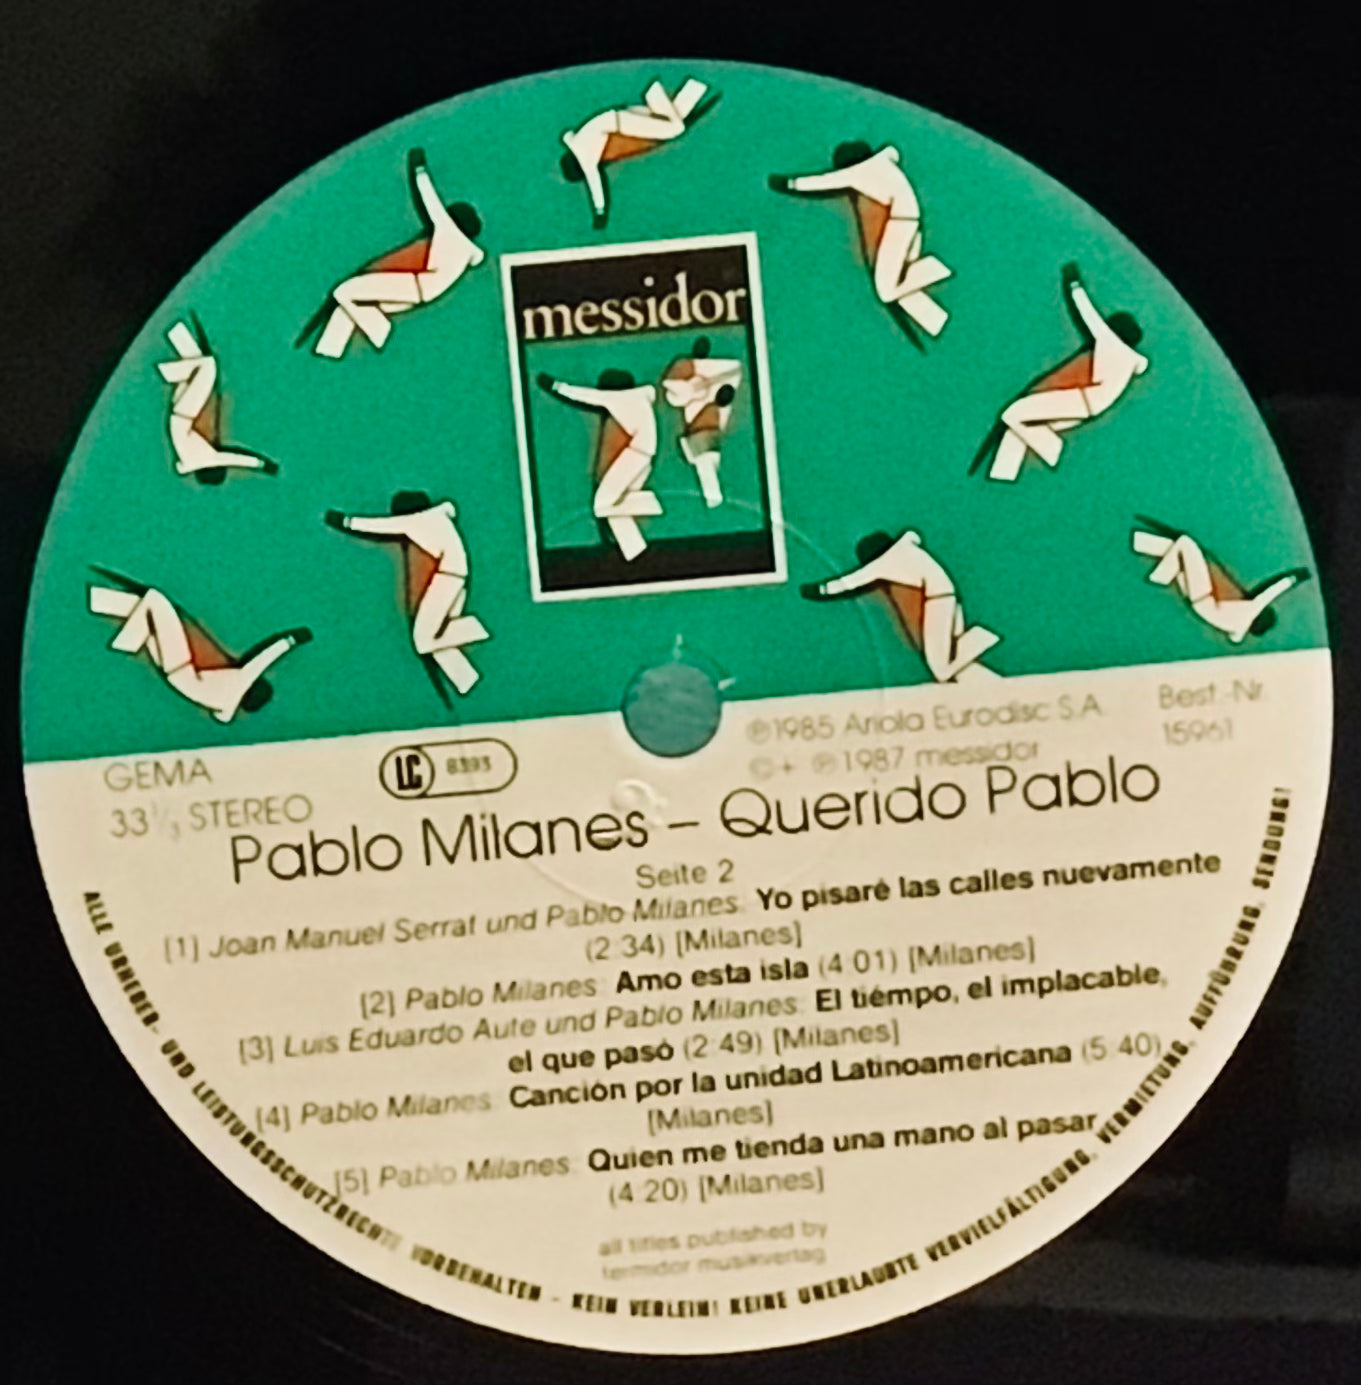 messidor
GEMA
33 1/3 STEREO
LC 8393
℗1985 Ariola Eurodisc S.A.
©+ ℗1987 messidor
Best.-Nr.
15961
Pablo Milanes – Querido Pablo
Seite 2
[1] Joan Manuel Serrat und Pablo Milanes: Yo pisaré las calles nuevamente
(2:34) [Milanes]
[2] Pablo Milanes: Amo esta isla (4:01) [Milanes]
[3] Luis Eduardo Aute und Pablo Milanes: El tiémpo, el implacable,
el que pasó (2:49) [Milanes]
[4] Pablo Milanes: Canción por la unidad Latinoamericana (5:40)
[Milanes]
[5] Pablo Milanes: Quien me tienda una mano al pasar
(4:20) [Milanes]
all titles published by
termidor musikverlag
ALLE URHEBER- UND LEISTUNGSSCHUTZRECHTE VORBEHALTEN - KEIN VERLEIH! KEINE UNERLAUBTE VERVIELFÄLTIGUNG, VERMIETUNG, AUFFÜHRUNG, SENDUNG!